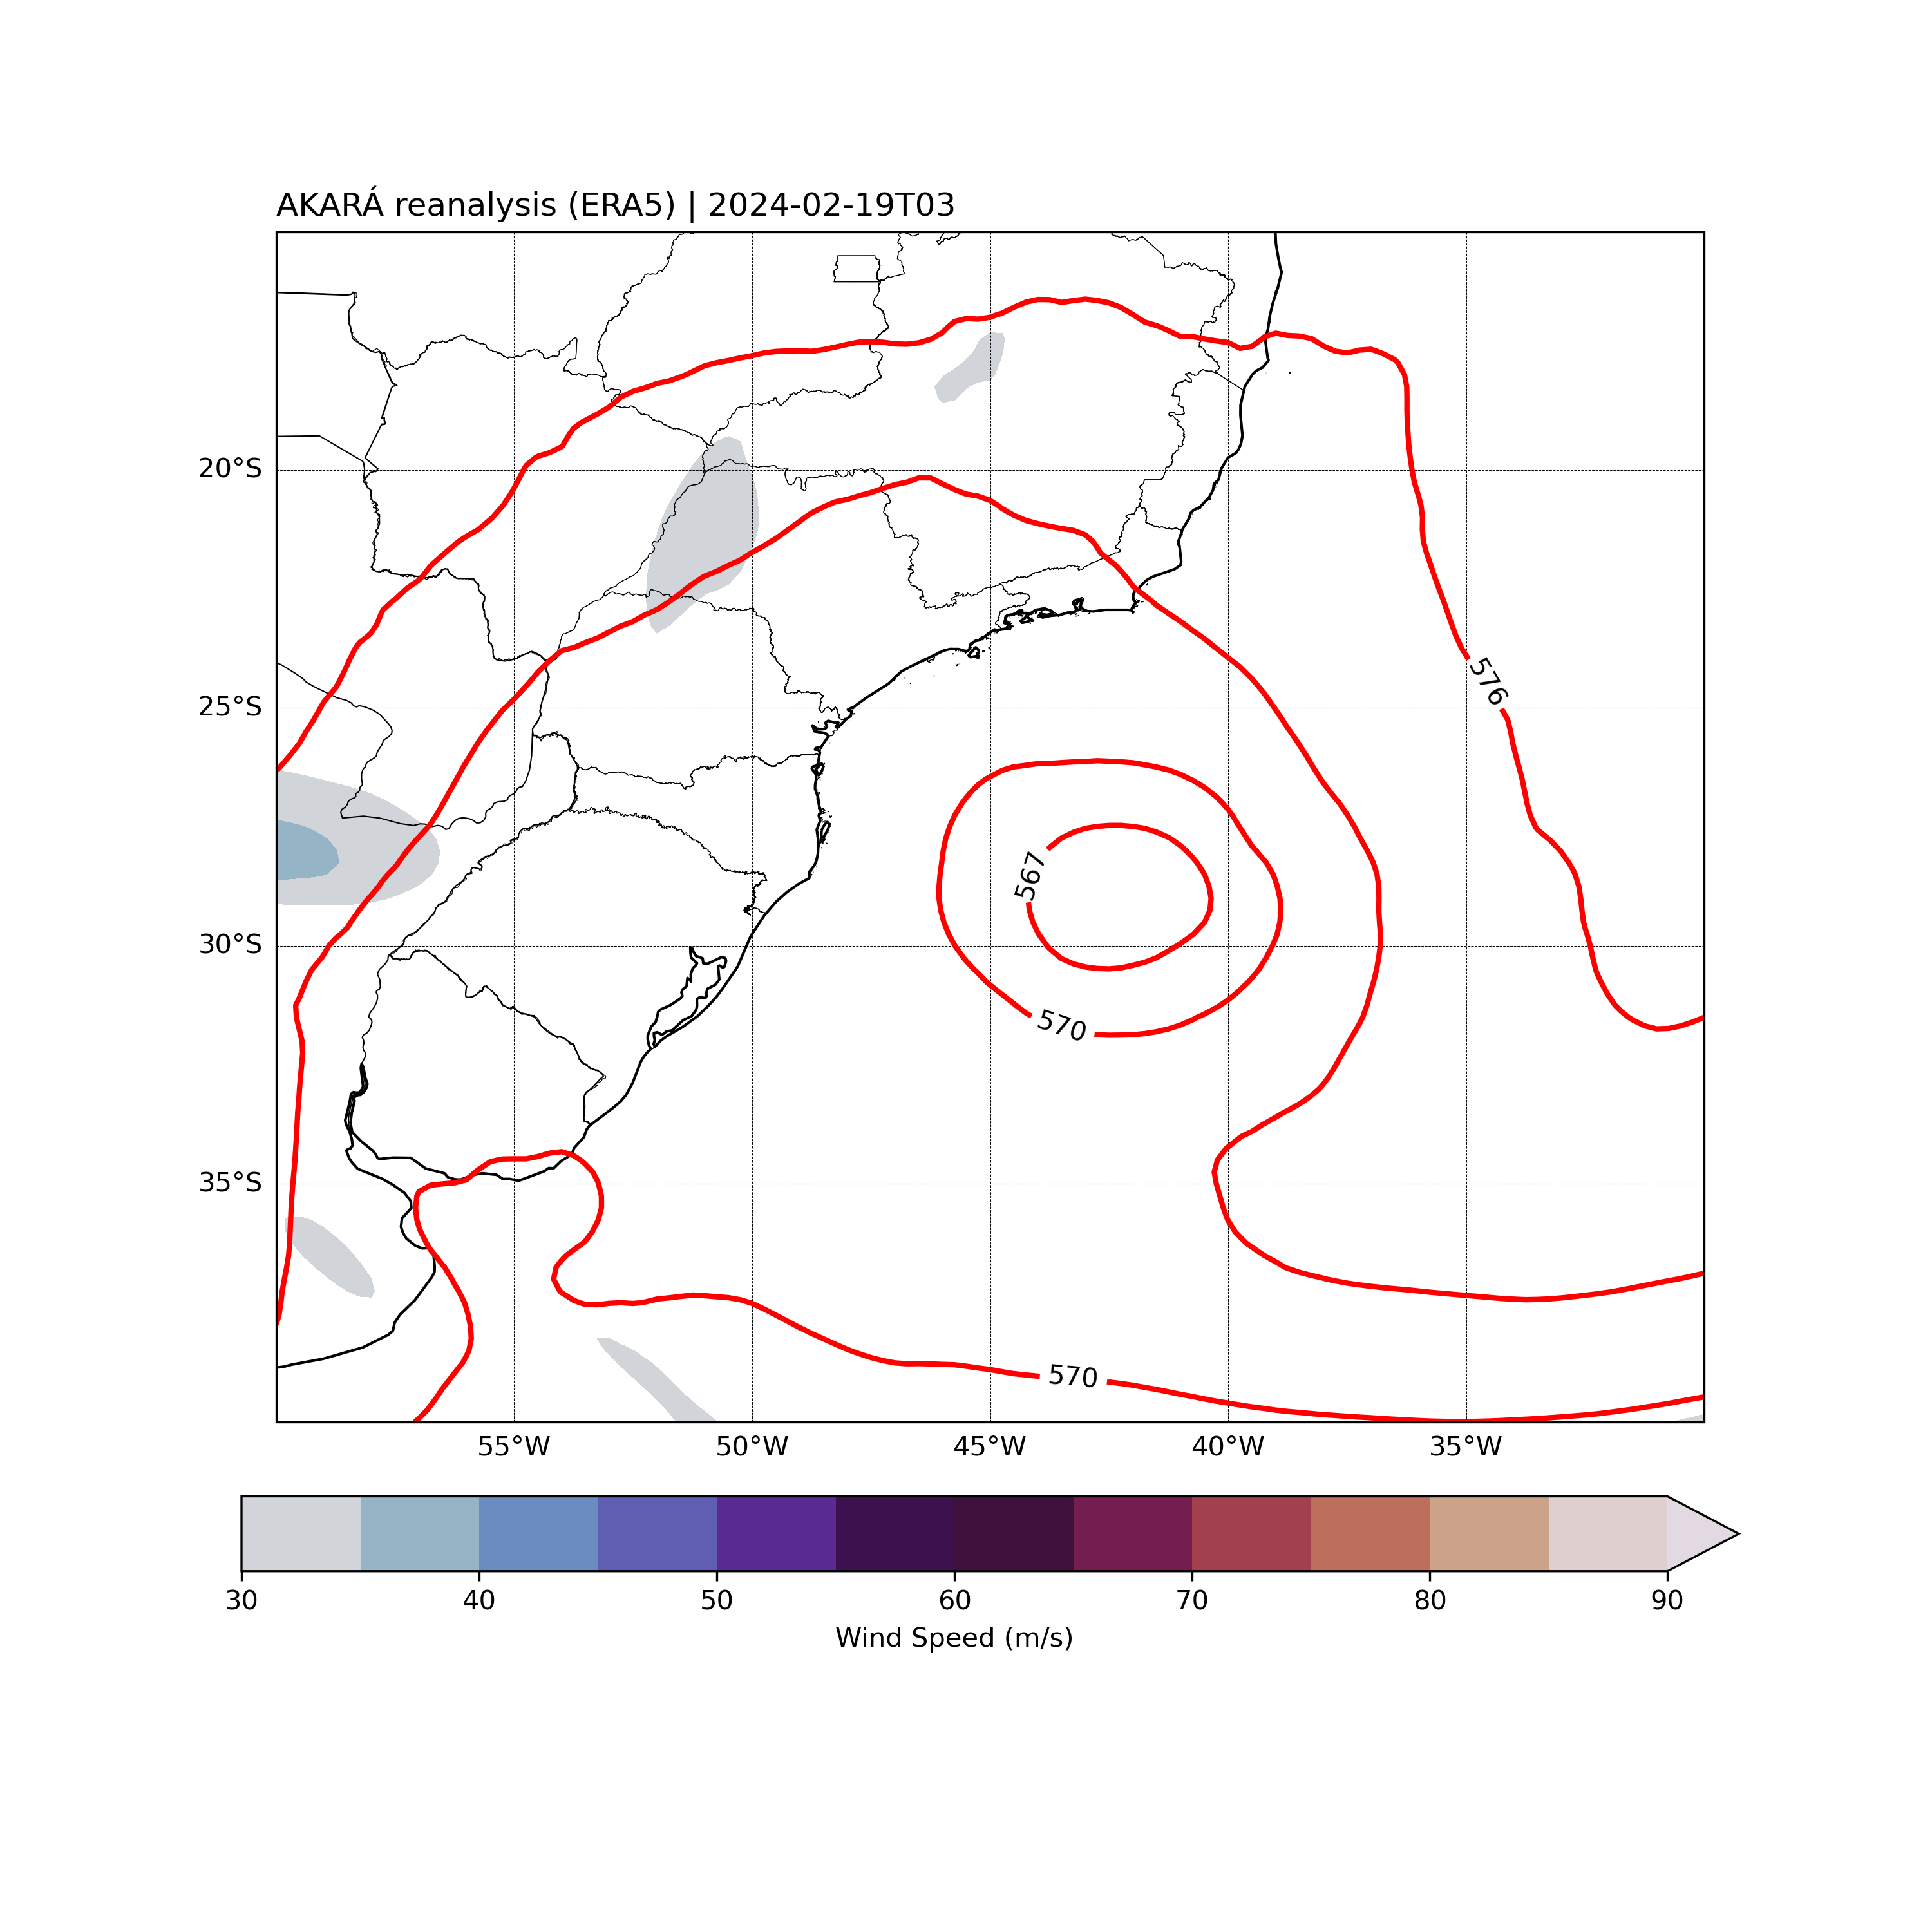 AKARÁ reanalysis (ERA5) | 2024-02-19T03
20°S
25°S
30°S
35°S
576
567
570
570
55°W 50°W 45°W 40°W 35°W
30 40 50 60 70 80 90
Wind Speed (m/s)